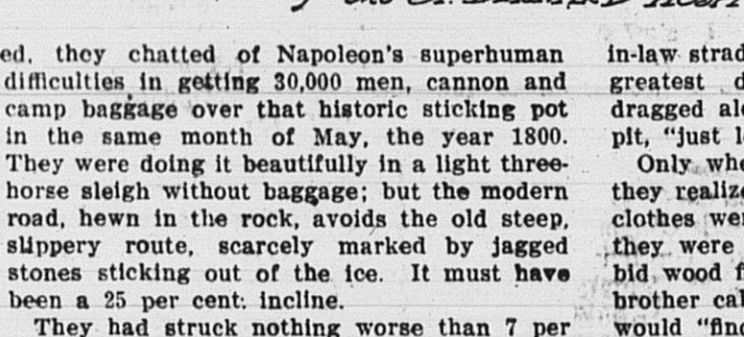 ed, they chatted of Napoleon's superhuman
difficulties in getting 30,000 men, cannon and
camp baggage over that historic sticking pot
in the same month of May, the year 1800.
They were doing it beautifully in a light three-
horse sleigh without baggage; but the modern
road, hewn in the rock, avoids the old steep,
slippery route, scarcely marked by jagged
stones sticking out of the ice. It must have
been a 25 per cent. incline.
They had struck nothing worse than 7 per
in-law strad
greatest d
dragged alo
pit, "just l
Only whe
they realize
clothes wer
they were
bid wood f
brother cal
would "find